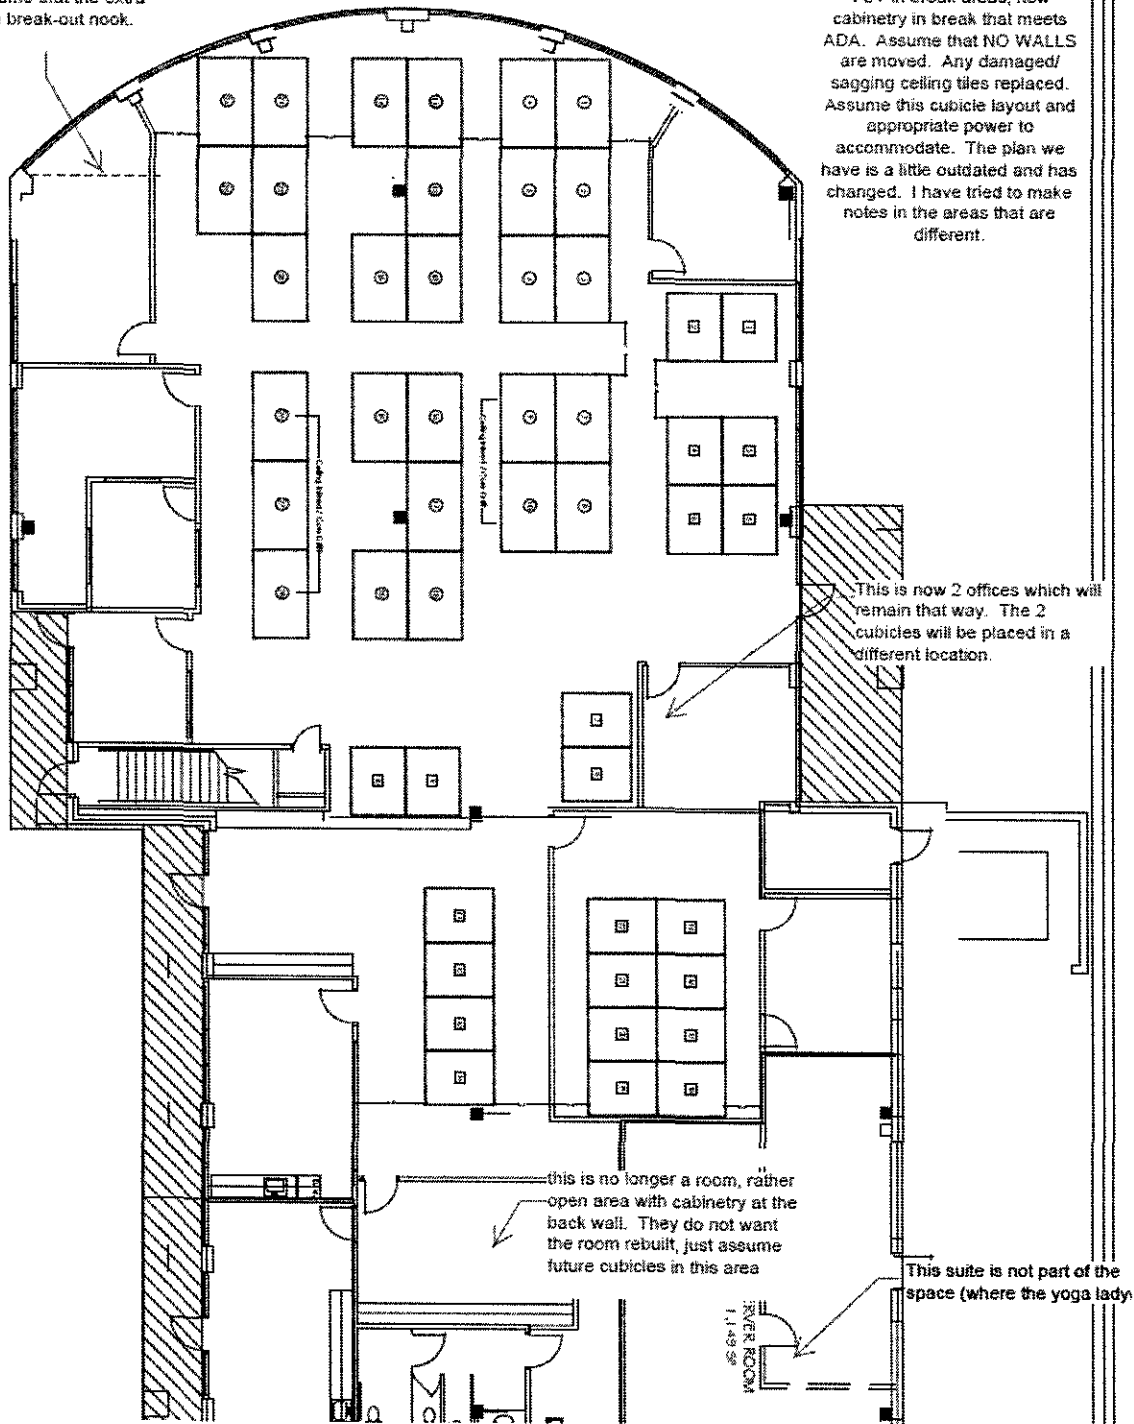 break-out nook.
cabinetry in break that meets
ADA. Assume that NO WALLS
are moved. Any damaged/
sagging ceiling tiles replaced.
Assume this cubicle layout and
appropriate power to
accommodate. The plan we
have is a little outdated and has
changed. I have tried to make
notes in the areas that are
different.
This is now 2 offices which will
remain that way. The 2
cubicles will be placed in a
different location.
this is no longer a room, rather
open area with cabinetry at the
back wall. They do not want
the room rebuilt, just assume
future cubicles in this area
This suite is not part of the
space (where the yoga lady
RVER ROOM
1,149 SF